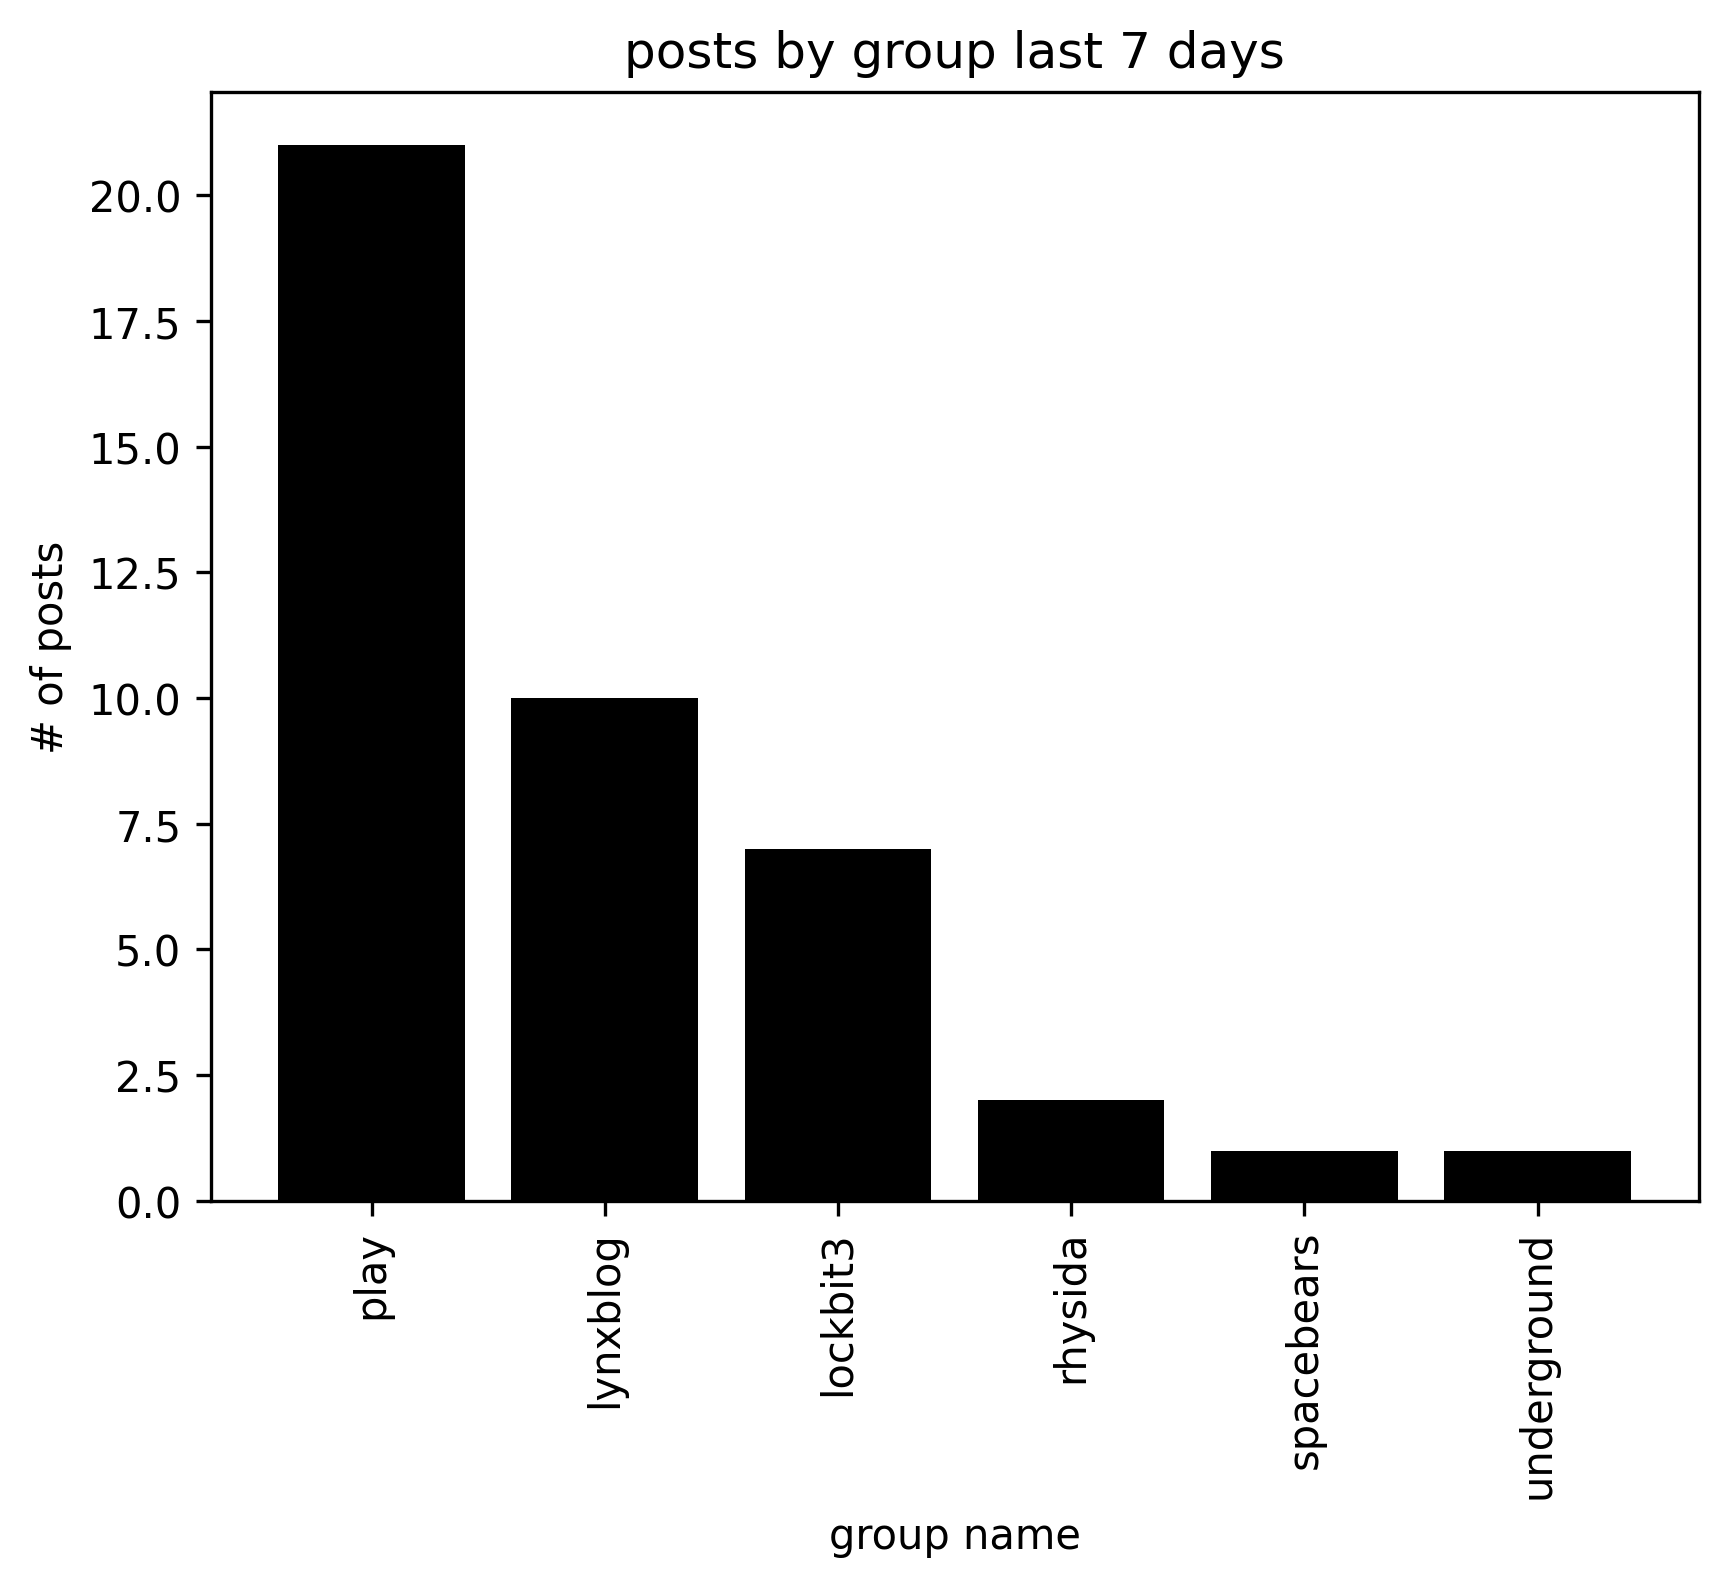 posts by group last 7 days
# of posts
20.0
17.5
15.0
12.5
10.0
7.5
5.0
2.5
0.0
play
lynxblog
lockbit3
rhysida
spacebears
underground
group name